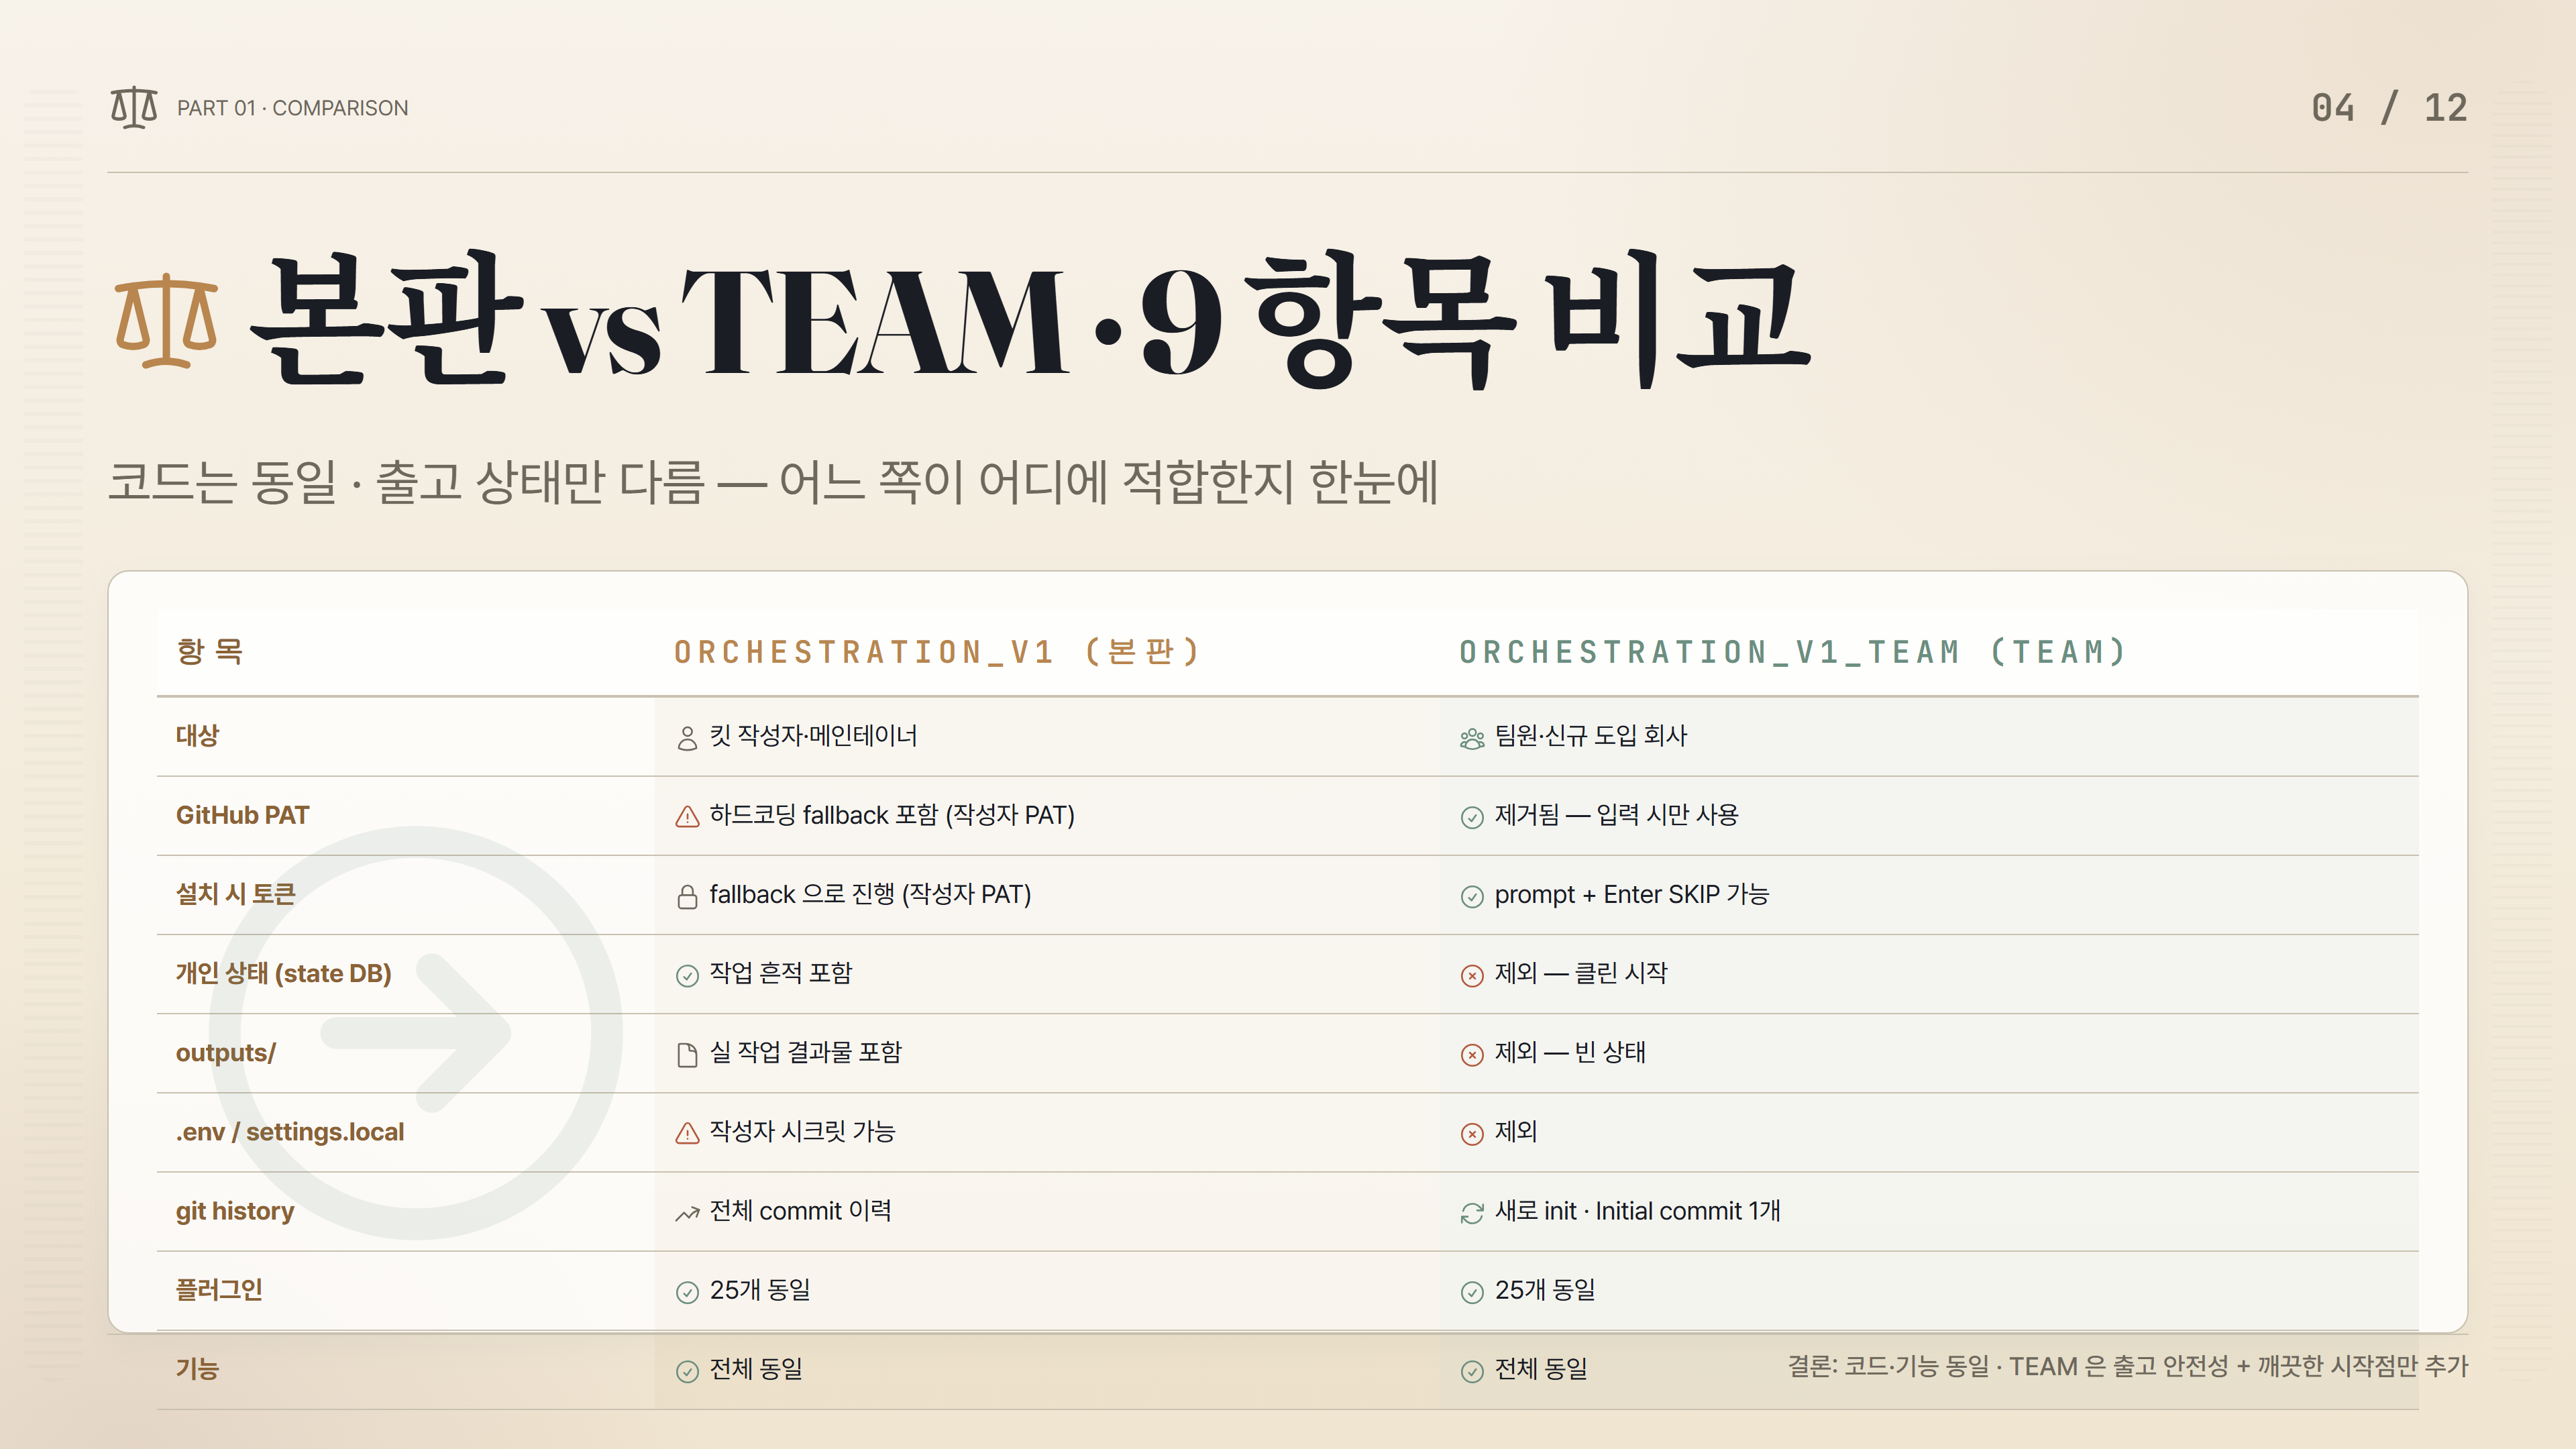 PART 01 · COMPARISON
04 / 12
본판 vs TEAM · 9 항목 비교
코드는 동일 · 출고 상태만 다름 — 어느 쪽이 어디에 적합한지 한눈에
항목 ORCHESTRATION_V1 (본판) ORCHESTRATION_V1_TEAM (TEAM)
대상 킷 작성자·메인테이너 팀원·신규 도입 회사
GitHub PAT 하드코딩 fallback 포함 (작성자 PAT) 제거됨 — 입력 시만 사용
설치 시 토큰 fallback 으로 진행 (작성자 PAT) prompt + Enter SKIP 가능
개인 상태 (state DB) 작업 흔적 포함 제외 — 클린 시작
outputs/ 실 작업 결과물 포함 제외 — 빈 상태
.env / settings.local 작성자 시크릿 가능 제외
git history 전체 commit 이력 새로 init · Initial commit 1개
플러그인 25개 동일 25개 동일
기능 전체 동일 전체 동일
결론: 코드·기능 동일 · TEAM 은 출고 안전성 + 깨끗한 시작점만 추가